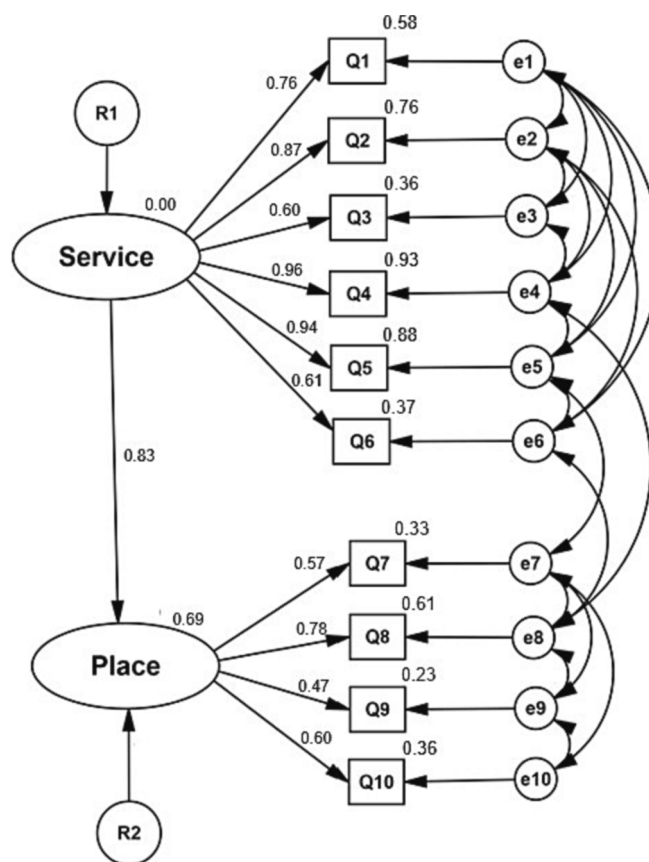 0.58
Q1
e1
0.76
R1
0.76
Q2
e2
0.87
0.36
0.00
0.60
Q3
e3
Service
0.93
0.96
Q4
e4
0.94
0.88
Q5
e5
0.61
0.37
Q6
e6
0.83
0.33
0.57
Q7
e7
0.69
0.61
0.78
Q8
e8
Place
0.23
0.47
Q9
e9
0.60
0.36
Q10
e10
R2